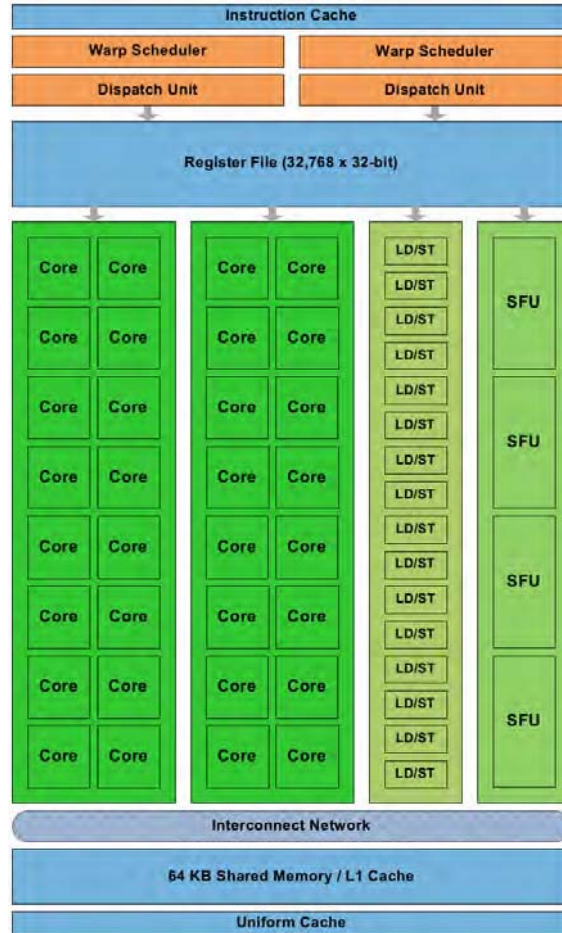 Instruction Cache
Warp Scheduler Warp Scheduler
Dispatch Unit Dispatch Unit
Register File (32,768 x 32-bit)
Core Core Core Core LD/ST SFU
LD/ST
Core Core Core Core LD/ST
LD/ST
Core Core Core Core LD/ST SFU
LD/ST
Core Core Core Core LD/ST
LD/ST
Core Core Core Core LD/ST SFU
LD/ST
Core Core Core Core LD/ST
LD/ST
Core Core Core Core LD/ST SFU
LD/ST
Core Core Core Core LD/ST
LD/ST
Interconnect Network
64 KB Shared Memory / L1 Cache
Uniform Cache